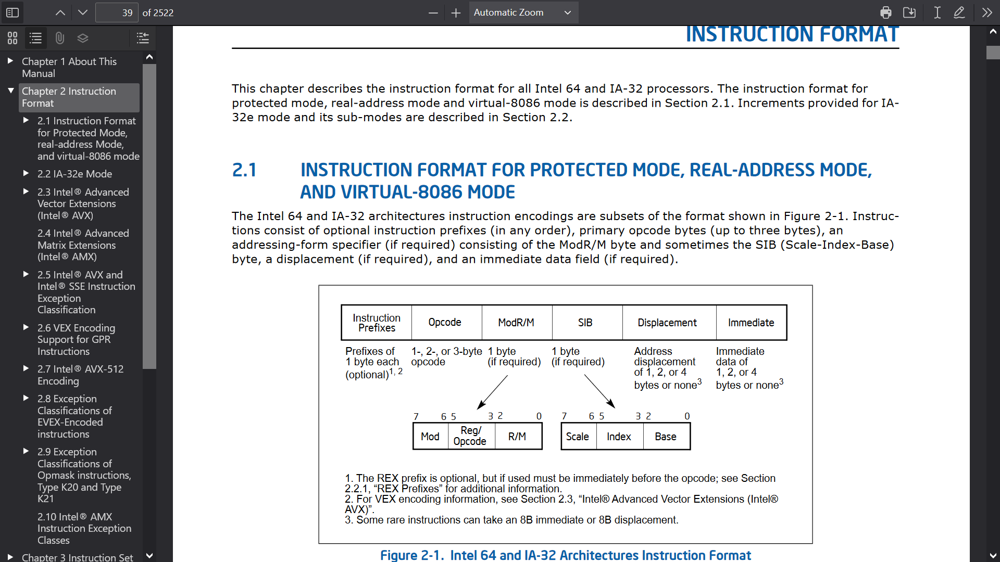 39 of 2522
Automatic Zoom
Chapter 1 About This
Manual
Chapter 2 Instruction
Format
2.1 Instruction Format
for Protected Mode,
real-address Mode,
and virtual-8086 mode
2.2 IA-32e Mode
2.3 Intel® Advanced
Vector Extensions
(Intel® AVX)
2.4 Intel® Advanced
Matrix Extensions
(Intel® AMX)
2.5 Intel® AVX and
Intel® SSE Instruction
Exception
Classification
2.6 VEX Encoding
Support for GPR
Instructions
2.7 Intel® AVX-512
Encoding
2.8 Exception
Classifications of
EVEX-Encoded
instructions
2.9 Exception
Classifications of
Opmask instructions,
Type K20 and Type
K21
2.10 Intel® AMX
Instruction Exception
Classes
Chapter 3 Instruction Set
INSTRUCTION FORMAT
This chapter describes the instruction format for all Intel 64 and IA-32 processors. The instruction format for
protected mode, real-address mode and virtual-8086 mode is described in Section 2.1. Increments provided for IA-
32e mode and its sub-modes are described in Section 2.2.
2.1 INSTRUCTION FORMAT FOR PROTECTED MODE, REAL-ADDRESS MODE,
AND VIRTUAL-8086 MODE
The Intel 64 and IA-32 architectures instruction encodings are subsets of the format shown in Figure 2-1. Instruc-
tions consist of optional instruction prefixes (in any order), primary opcode bytes (up to three bytes), an
addressing-form specifier (if required) consisting of the ModR/M byte and sometimes the SIB (Scale-Index-Base)
byte, a displacement (if required), and an immediate data field (if required).
Instruction
Prefixes
Opcode
ModR/M
SIB
Displacement
Immediate
Prefixes of
1 byte each
(optional)1, 2
1-, 2-, or 3-byte
opcode
1 byte
(if required)
1 byte
(if required)
Address
displacement
of 1, 2, or 4
bytes or none3
Immediate
data of
1, 2, or 4
bytes or none3
7 6 5 3 2 0
Mod
Reg/
Opcode
R/M
7 6 5 3 2 0
Scale
Index
Base
1. The REX prefix is optional, but if used must be immediately before the opcode; see Section
2.2.1, “REX Prefixes” for additional information.
2. For VEX encoding information, see Section 2.3, “Intel® Advanced Vector Extensions (Intel®
AVX)”.
3. Some rare instructions can take an 8B immediate or 8B displacement.
Figure 2-1. Intel 64 and IA-32 Architectures Instruction Format